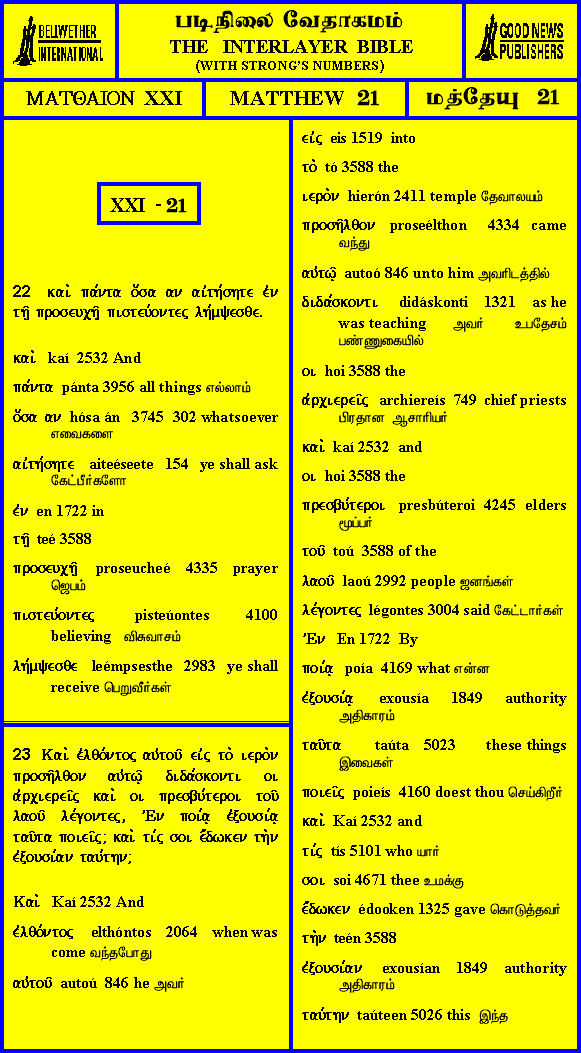 BELLWETHER
INTERNATIONAL
படிநிலை வேதாகமம்
THE INTERLAYER BIBLE
(WITH STRONG'S NUMBERS)
GOOD NEWS
PUBLISHERS
ΜΑΤΘΑΙΟΝ XXI
MATTHEW 21
மத்தேயு 21
XXI - 21
22 καὶ πάντα ὅσα αν αἰτήσητε ἐν
τῇ προσευχῇ πιστεύοντες λήμψεσθε.
καὶ kaí 2532 And
πάντα pánta 3956 all things எல்லாம்
ὅσα αν hósa án 3745 302 whatsoever
எவைகளை
αἰτήσητε aiteéseete 154 ye shall ask
கேட்பீர்களோ
ἐν en 1722 in
τῇ teé 3588
προσευχῇ proseucheé 4335 prayer
ஜெபம்
πιστεύοντες pisteúontes 4100
believing விசுவாசம்
λήμψεσθε leémpsesthe 2983 ye shall
receive பெறுவீர்கள்
23 Καὶ ἐλθόντος αὐτοῦ εἰς τὸ ιερὸν
προσῆλθον αὐτῷ διδάσκοντι οι
ἀρχιερεῖς καὶ οι πρεσβύτεροι τοῦ
λαοῦ λέγοντες, Ἐν ποίᾳ ἐξουσίᾳ
ταῦτα ποιεῖς; καὶ τίς σοι ἔδωκεν τὴν
ἐξουσίαν ταύτην;
Καὶ Kaí 2532 And
ἐλθόντος elthóntos 2064 when was
come வந்தபோது
αὐτοῦ autoú 846 he அவர்
εἰς eis 1519 into
τὸ tó 3588 the
ιερὸν hierón 2411 temple தேவாலயம்
προσῆλθον proseélthon 4334 came
வந்து
αὐτῷ autoó 846 unto him அவரிடத்தில்
διδάσκοντι didáskonti 1321 as he
was teaching அவர் உபதேசம்
பண்ணுகையில்
οι hoi 3588 the
ἀρχιερεῖς archiereís 749 chief priests
பிரதான ஆசாரியர்
καὶ kaí 2532 and
οι hoi 3588 the
πρεσβύτεροι presbúteroi 4245 elders
மூப்பர்
τοῦ toú 3588 of the
λαοῦ laoú 2992 people ஜனங்கள்
λέγοντες légontes 3004 said கேட்டார்கள்
Ἐν En 1722 By
ποίᾳ poía 4169 what என்ன
ἐξουσίᾳ exousía 1849 authority
அதிகாரம்
ταῦτα taúta 5023 these things
இவைகள்
ποιεῖς poieís 4160 doest thou செய்கிறீர்
καὶ Kaí 2532 and
τίς tís 5101 who யார்
σοι soi 4671 thee உமக்கு
ἔδωκεν édooken 1325 gave கொடுத்தவர்
τὴν teén 3588
ἐξουσίαν exousían 1849 authority
அதிகாரம்
ταύτην taúteen 5026 this இந்த